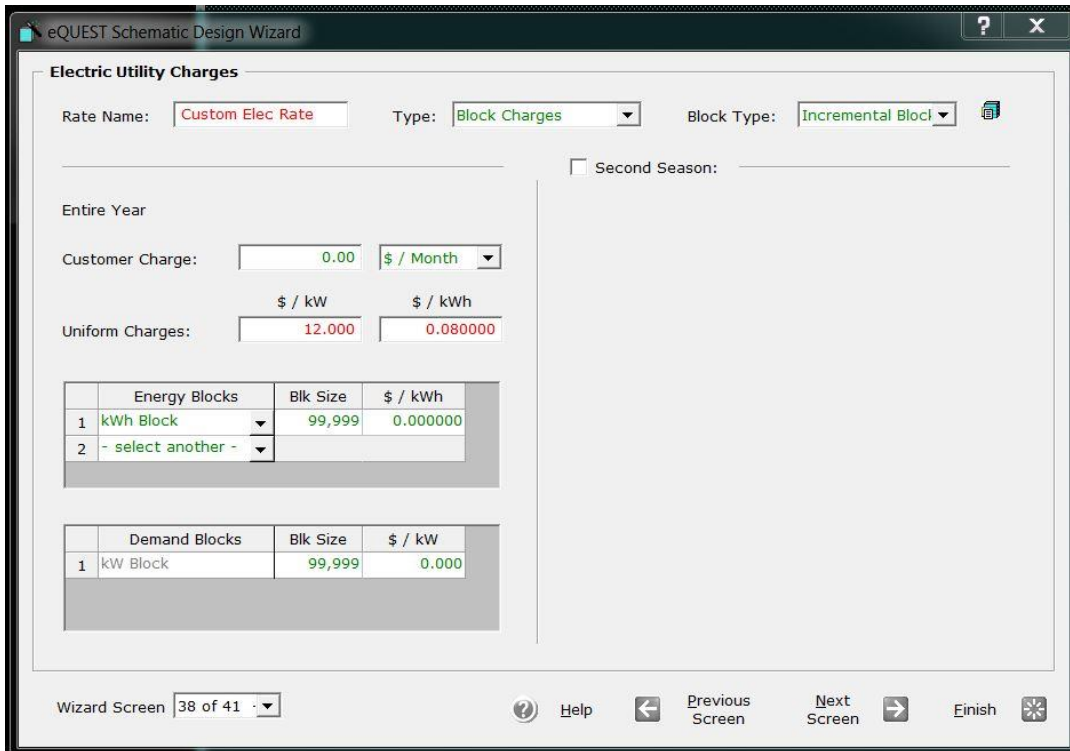 eQUEST Schematic Design Wizard ? X
Electric Utility Charges
Rate Name: Custom Elec Rate Type: Block Charges Block Type: Incremental Block
Second Season:
Entire Year
Customer Charge: 0.00 $ / Month
$ / kW $ / kWh
Uniform Charges: 12.000 0.080000
Energy Blocks Blk Size $ / kWh
1 kWh Block 99,999 0.000000
2 - select another -
Demand Blocks Blk Size $ / kW
1 kW Block 99,999 0.000
Wizard Screen 38 of 41 - ? Help Previous Screen Next Screen Finish